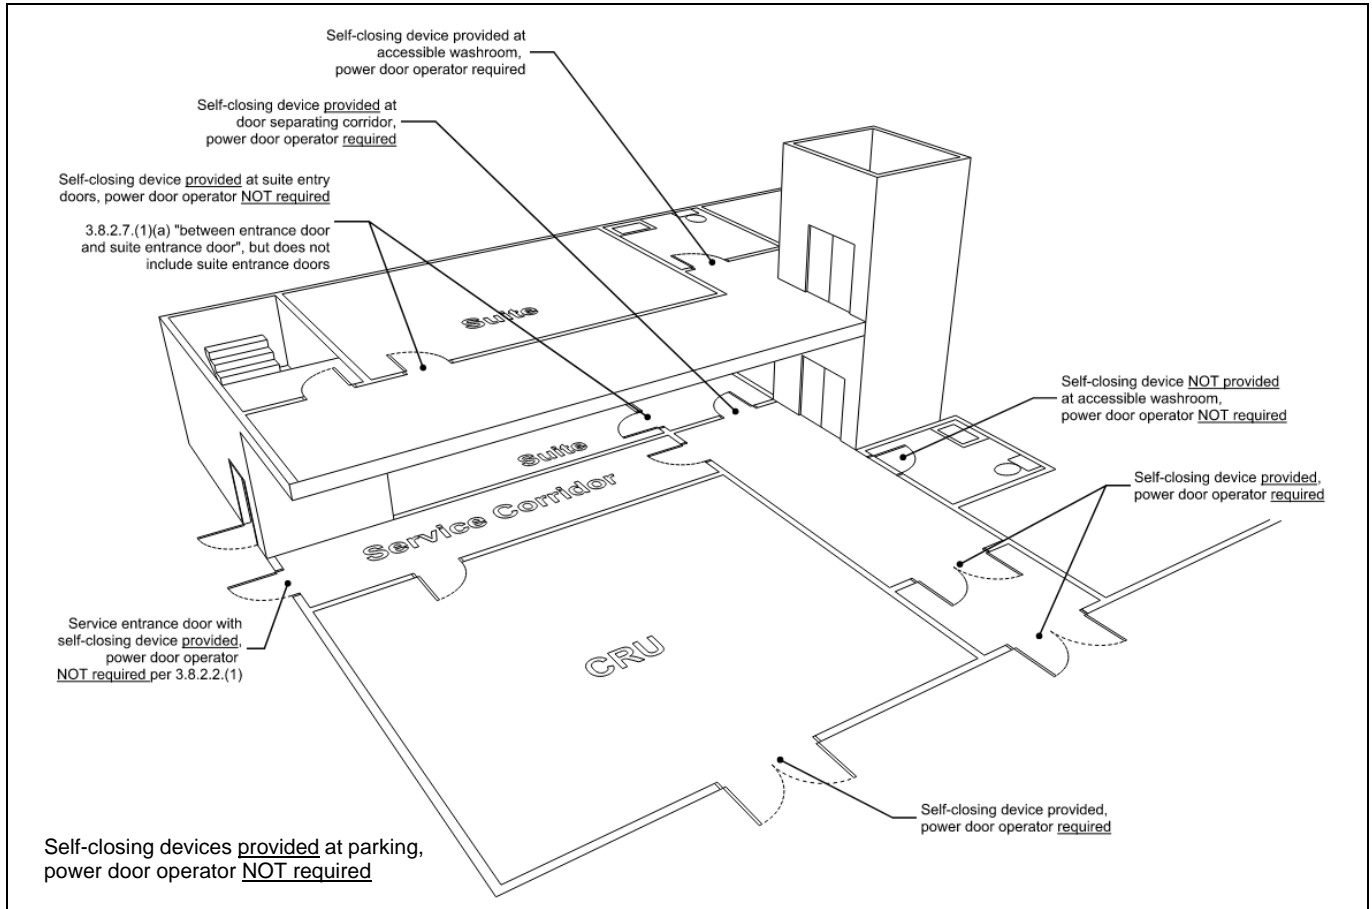 Self-closing device provided at
accessible washroom,
power door operator required
Self-closing device provided at
door separating corridor,
power door operator required
Self-closing device provided at suite entry
doors, power door operator NOT required
3.8.2.7.(1)(a) "between entrance door
and suite entrance door", but does not
include suite entrance doors
Suite
Self-closing device NOT provided
at accessible washroom,
power door operator NOT required
Suite
Service Corridor
Self-closing device provided,
power door operator required
Service entrance door with
self-closing device provided,
power door operator
NOT required per 3.8.2.2.(1)
CRU
Self-closing device provided,
power door operator required
Self-closing devices provided at parking,
power door operator NOT required